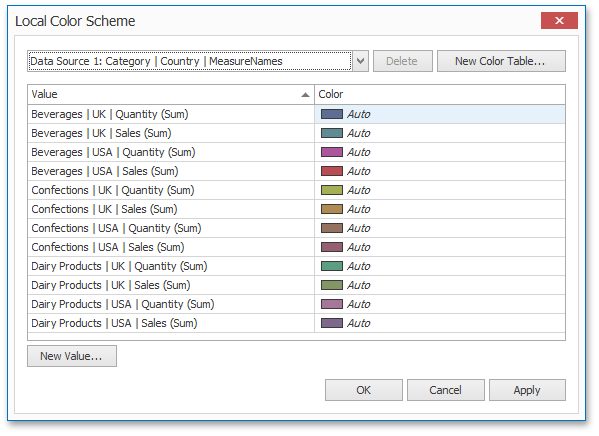 Local Color Scheme
Data Source 1: Category | Country | MeasureNames
Delete
New Color Table...
Value Color
Beverages | UK | Quantity (Sum) Auto
Beverages | UK | Sales (Sum) Auto
Beverages | USA | Quantity (Sum) Auto
Beverages | USA | Sales (Sum) Auto
Confections | UK | Quantity (Sum) Auto
Confections | UK | Sales (Sum) Auto
Confections | USA | Quantity (Sum) Auto
Confections | USA | Sales (Sum) Auto
Dairy Products | UK | Quantity (Sum) Auto
Dairy Products | UK | Sales (Sum) Auto
Dairy Products | USA | Quantity (Sum) Auto
Dairy Products | USA | Sales (Sum) Auto
New Value...
OK Cancel Apply